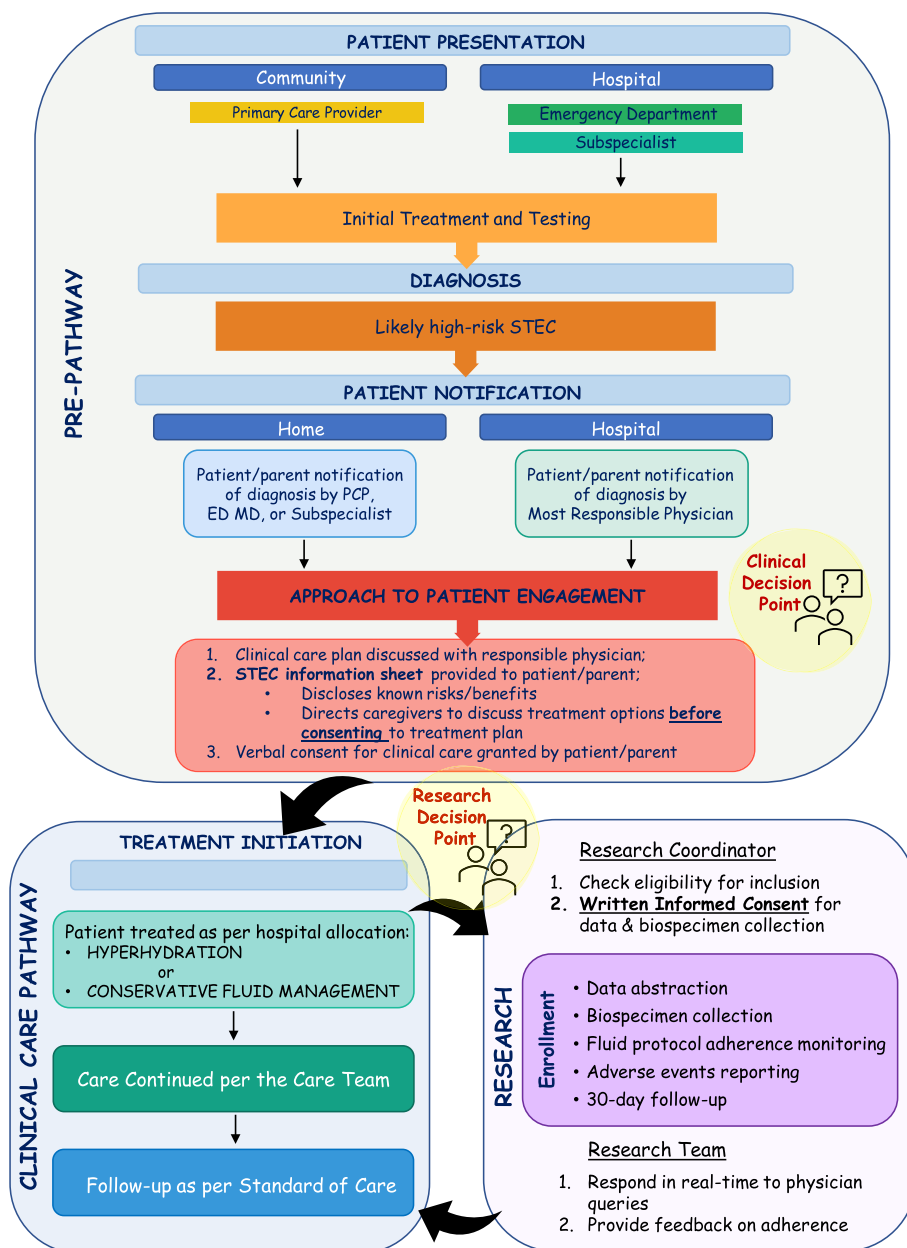 PATIENT PRESENTATION
Community
Hospital
Primary Care Provider
Emergency Department
Subspecialist
Initial Treatment and Testing
DIAGNOSIS
Likely high-risk STEC
PATIENT NOTIFICATION
Home
Hospital
Patient/parent notification
of diagnosis by PCP,
ED MD, or Subspecialist
Patient/parent notification
of diagnosis by
Most Responsible Physician
PRE-PATHWAY
Clinical
Decision
Point
?
APPROACH TO PATIENT ENGAGEMENT
1. Clinical care plan discussed with responsible physician;
2. STEC information sheet provided to patient/parent;
• Discloses known risks/benefits
• Directs caregivers to discuss treatment options before
consenting to treatment plan
3. Verbal consent for clinical care granted by patient/parent
Research
Decision
Point
?
TREATMENT INITIATION
CLINICAL CARE PATHWAY
Patient treated as per hospital allocation:
• HYPERHYDRATION
or
• CONSERVATIVE FLUID MANAGEMENT
Care Continued per the Care Team
Follow-up as per Standard of Care
RESEARCH
Research Coordinator
1. Check eligibility for inclusion
2. Written Informed Consent for
data & biospecimen collection
Enrollment
• Data abstraction
• Biospecimen collection
• Fluid protocol adherence monitoring
• Adverse events reporting
• 30-day follow-up
Research Team
1. Respond in real-time to physician
queries
2. Provide feedback on adherence